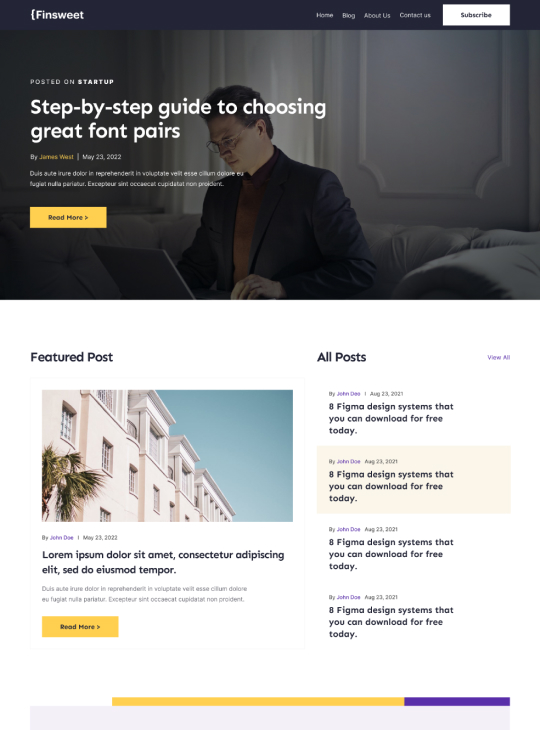 {Finsweet
Home Blog About Us Contact us Subscribe
POSTED ON STARTUP
Step-by-step guide to choosing
great font pairs
By James West | May 23, 2022
Duis aute irure dolor in reprehenderit in voluptate velit esse cillum dolore eu
fugiat nulla pariatur. Excepteur sint occaecat cupidatat non proident.
Read More >
Featured Post
By John Doe | May 23, 2022
Lorem ipsum dolor sit amet, consectetur adipiscing
elit, sed do eiusmod tempor.
Duis aute irure dolor in reprehenderit in voluptate velit esse cillum dolore
eu fugiat nulla pariatur. Excepteur sint occaecat cupidatat non proident.
Read More >
All Posts
View All
By John Doe | Aug 23, 2021
8 Figma design systems that
you can download for free
today.
By John Doe Aug 23, 2021
8 Figma design systems that
you can download for free
today.
By John Doe Aug 23, 2021
8 Figma design systems that
you can download for free
today.
By John Doe Aug 23, 2021
8 Figma design systems that
you can download for free
today.